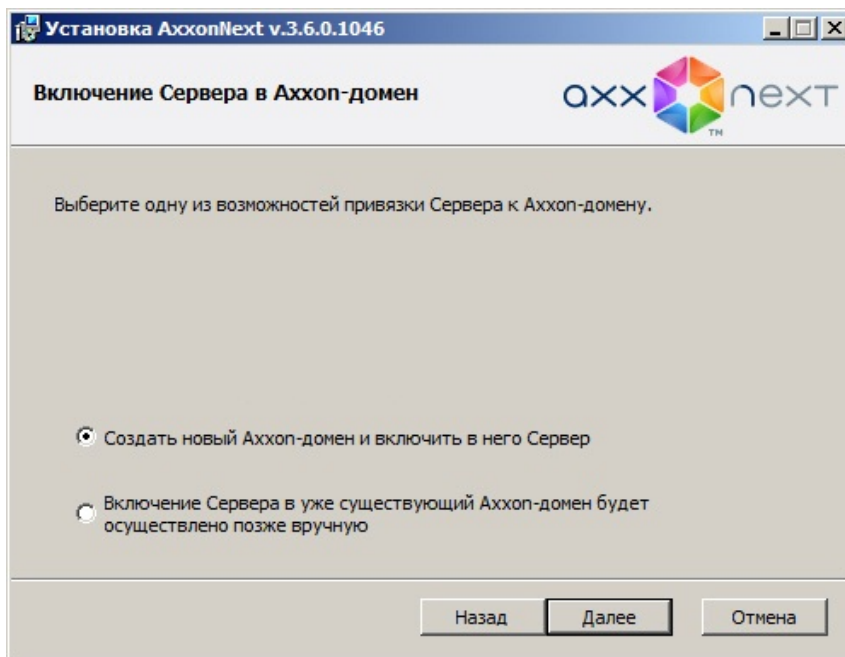 Установка AxxonNext v.3.6.0.1046
Включение Сервера в Axxon-домен
axx next
TM
Выберите одну из возможностей привязки Сервера к Axxon-домену.
Создать новый Axxon-домен и включить в него Сервер
Включение Сервера в уже существующий Axxon-домен будет
осуществлено позже вручную
Назад Далее Отмена